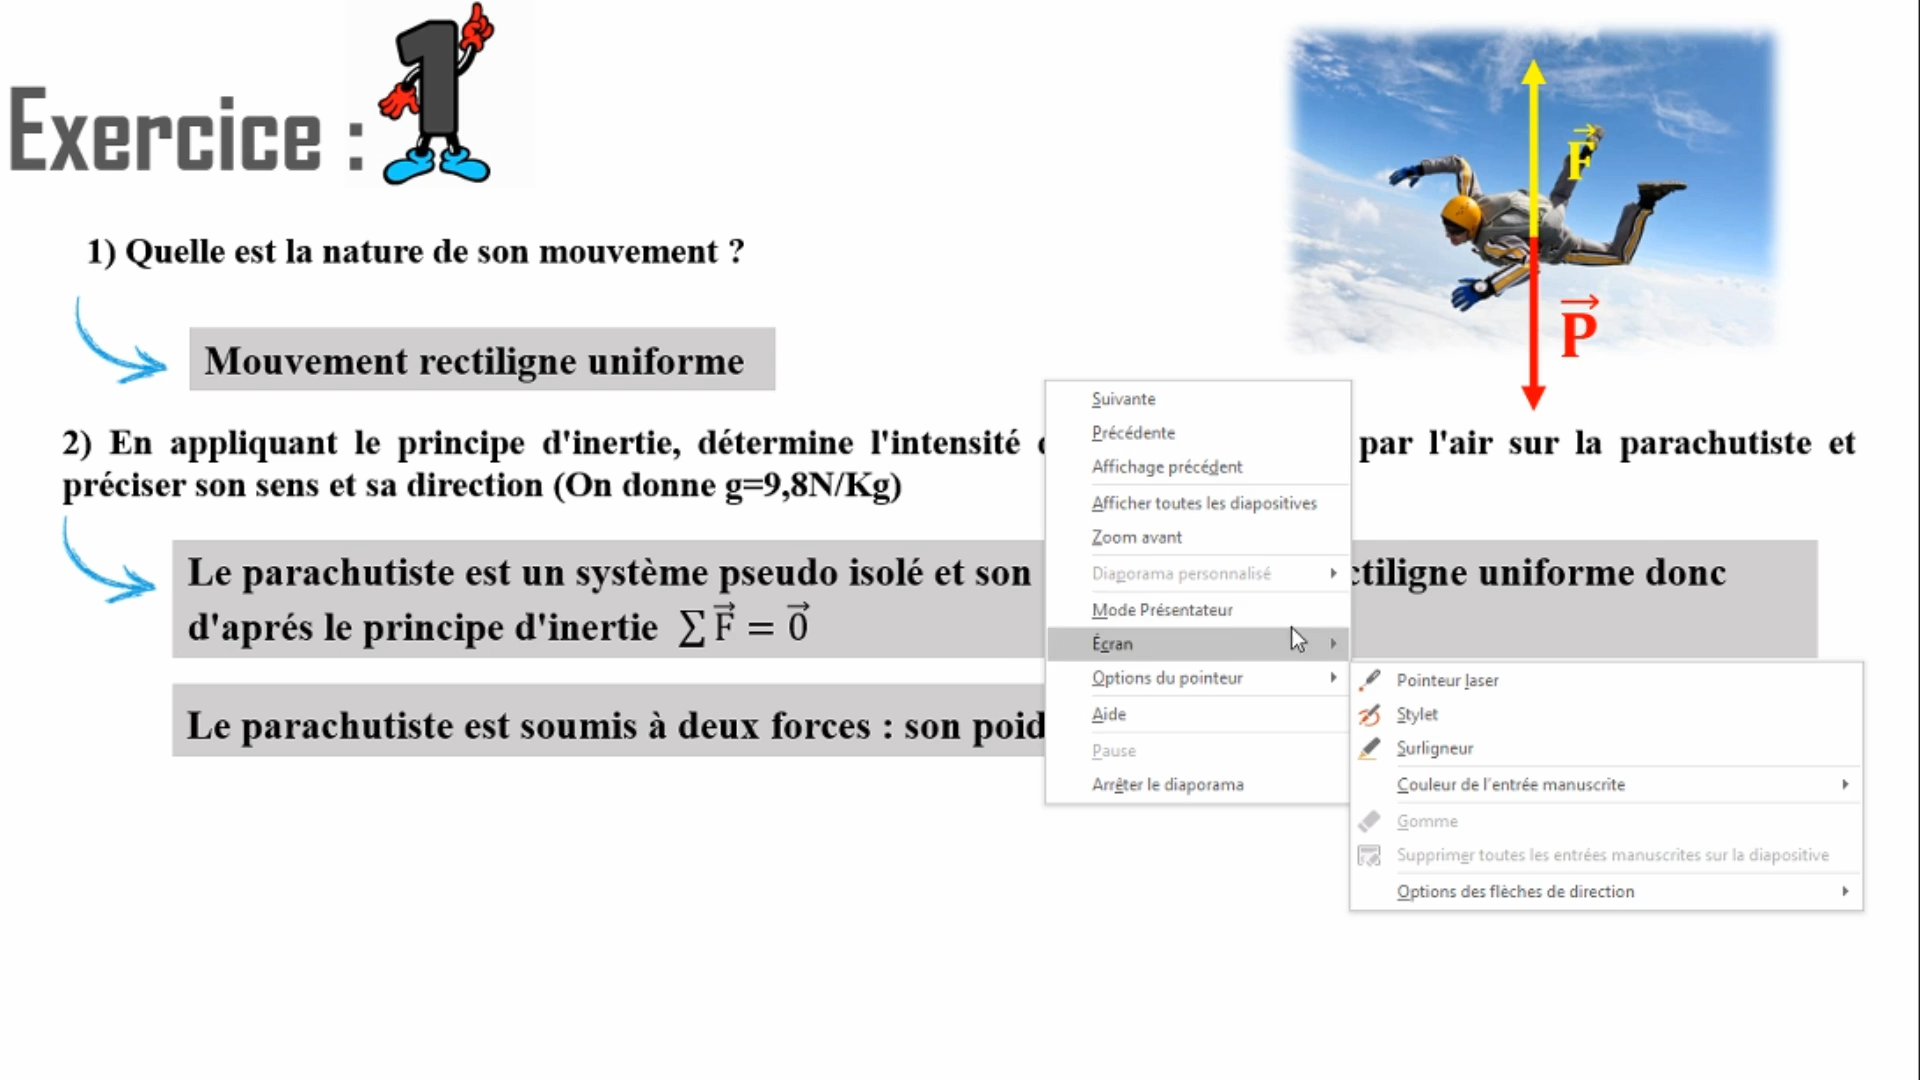 Exercice : 1
1) Quelle est la nature de son mouvement ?
Mouvement rectiligne uniforme
2) En appliquant le principe d'inertie, détermine l'intensité par l'air sur la parachutiste et
préciser son sens et sa direction (On donne g=9,8N/Kg)
Le parachutiste est un système pseudo isolé et son ctiligne uniforme donc
d'aprés le principe d'inertie ∑F⃗ = 0⃗
Le parachutiste est soumis à deux forces : son poid
F⃗
P⃗
Suivante
Précédente
Affichage précédent
Afficher toutes les diapositives
Zoom avant
Diaporama personnalisé
Mode Présentateur
Écran
Options du pointeur
Aide
Pause
Arrêter le diaporama
Pointeur laser
Stylet
Surligneur
Couleur de l'entrée manuscrite
Gomme
Supprimer toutes les entrées manuscrites sur la diapositive
Options des flèches de direction